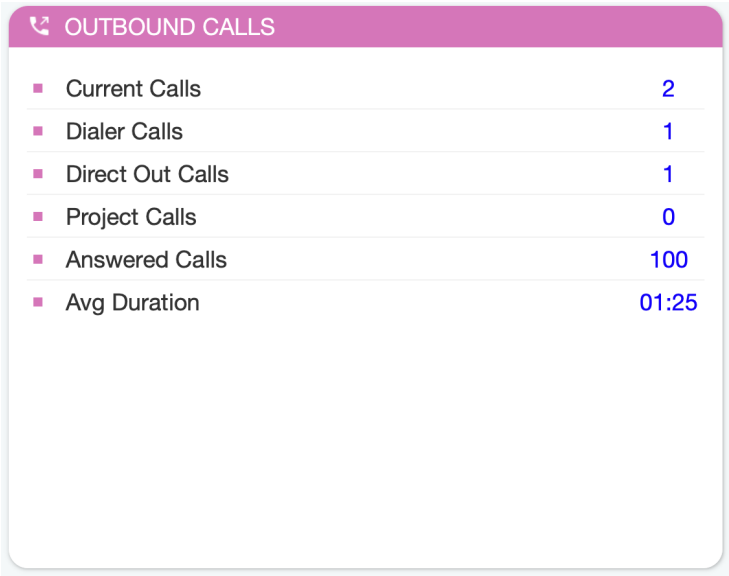 OUTBOUND CALLS
Current Calls 2
Dialer Calls 1
Direct Out Calls 1
Project Calls 0
Answered Calls 100
Avg Duration 01:25